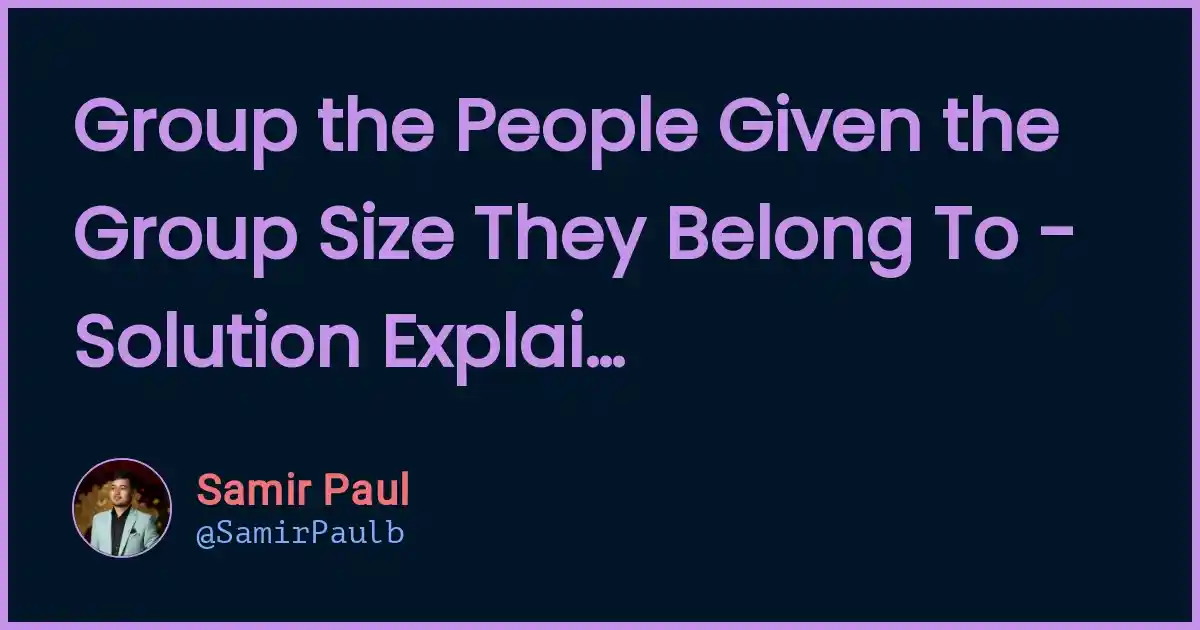 Group the People Given the
Group Size They Belong To -
Solution Explai...
Samir Paul
@SamirPaulb